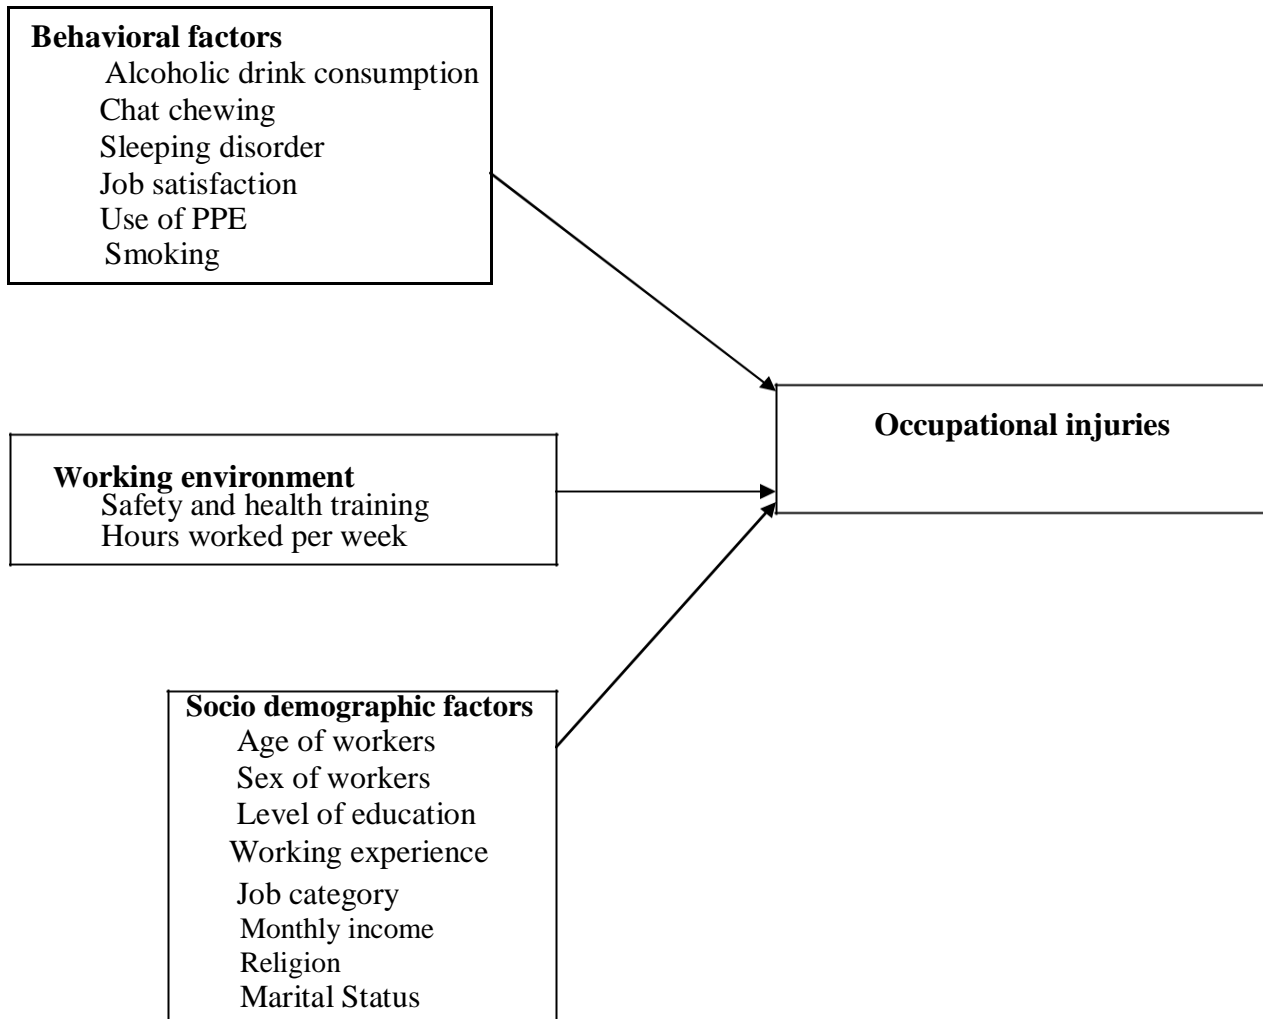 Behavioral factors
Alcoholic drink consumption
Chat chewing
Sleeping disorder
Job satisfaction
Use of PPE
Smoking
Occupational injuries
Working environment
Safety and health training
Hours worked per week
Socio demographic factors
Age of workers
Sex of workers
Level of education
Working experience
Job category
Monthly income
Religion
Marital Status